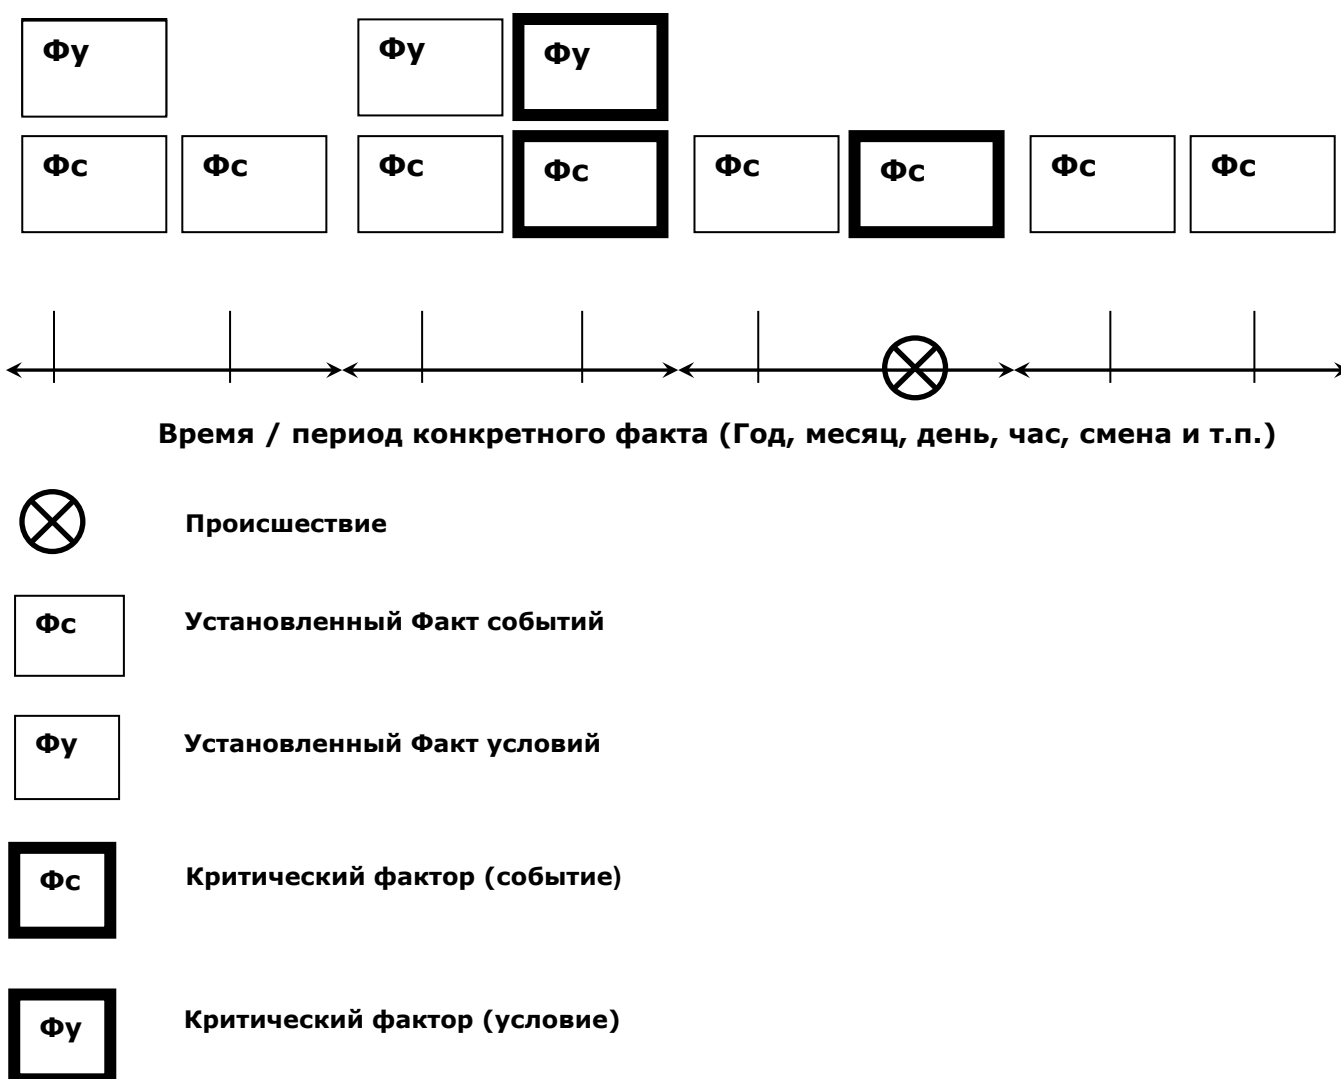 Фу Фу Фу
Фс Фс Фс Фс Фс Фс Фс Фс
Время / период конкретного факта (Год, месяц, день, час, смена и т.п.)
Происшествие
Фс Установленный Факт событий
Фу Установленный Факт условий
Фс Критический фактор (событие)
Фу Критический фактор (условие)